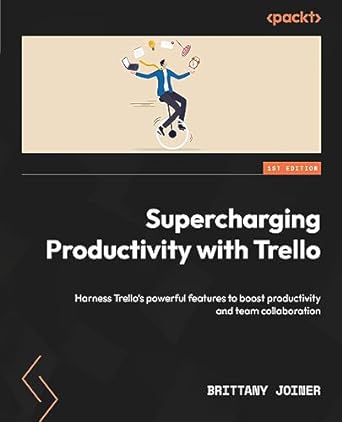 <packt>
1ST EDITION
Supercharging
Productivity with Trello
Harness Trello's powerful features to boost productivity
and team collaboration
BRITTANY JOINER